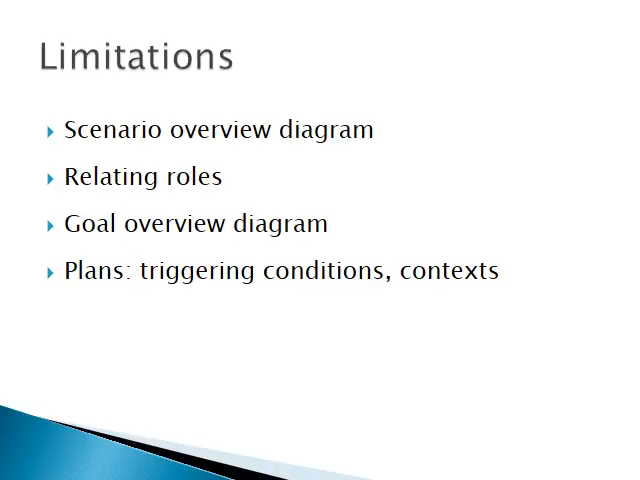 Limitations
Scenario overview diagram
Relating roles
Goal overview diagram
Plans: triggering conditions, contexts